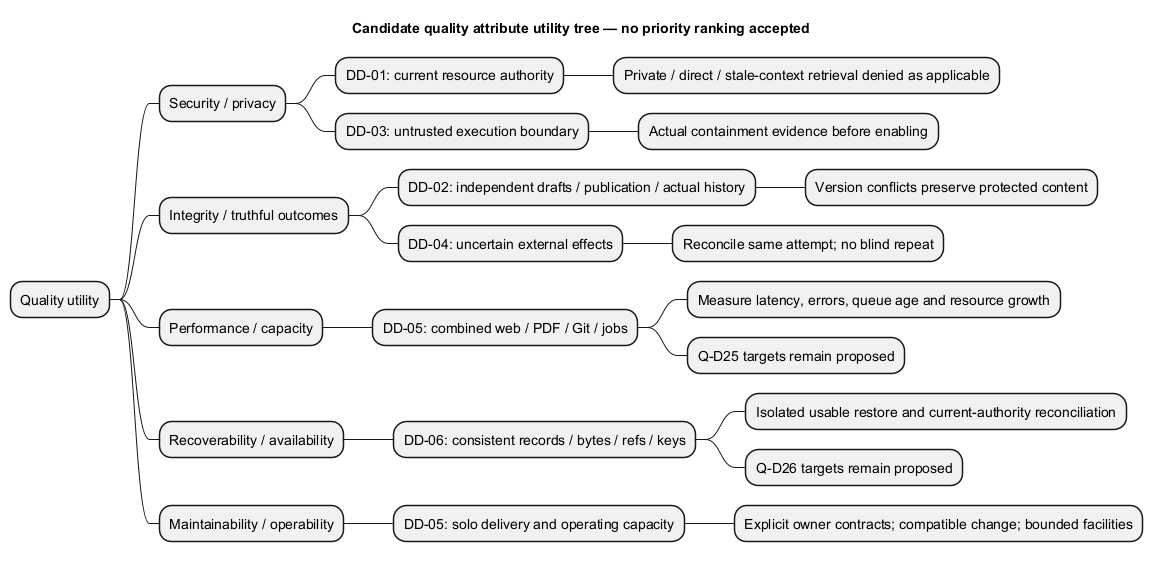 Candidate quality attribute utility tree — no priority ranking accepted
Quality utility
Security / privacy
DD-01: current resource authority
Private / direct / stale-context retrieval denied as applicable
DD-03: untrusted execution boundary
Actual containment evidence before enabling
Integrity / truthful outcomes
DD-02: independent drafts / publication / actual history
Version conflicts preserve protected content
DD-04: uncertain external effects
Reconcile same attempt; no blind repeat
Performance / capacity
DD-05: combined web / PDF / Git / jobs
Measure latency, errors, queue age and resource growth
Q-D25 targets remain proposed
Recoverability / availability
DD-06: consistent records / bytes / refs / keys
Isolated usable restore and current-authority reconciliation
Q-D26 targets remain proposed
Maintainability / operability
DD-05: solo delivery and operating capacity
Explicit owner contracts; compatible change; bounded facilities